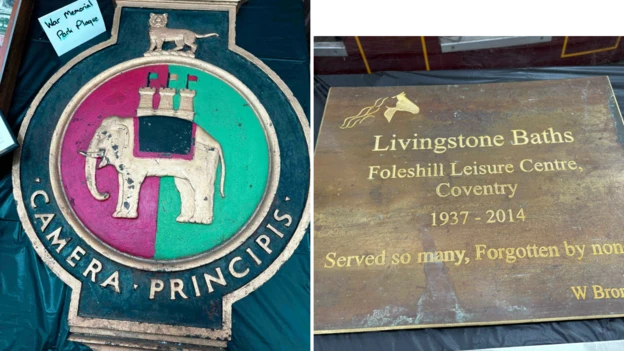 War Memorial
Park Plaque
· CAMERA · PRINCIPIS ·
Livingstone Baths
Foleshill Leisure Centre,
Coventry
1937 - 2014
Served so many, Forgotten by non
W Bron